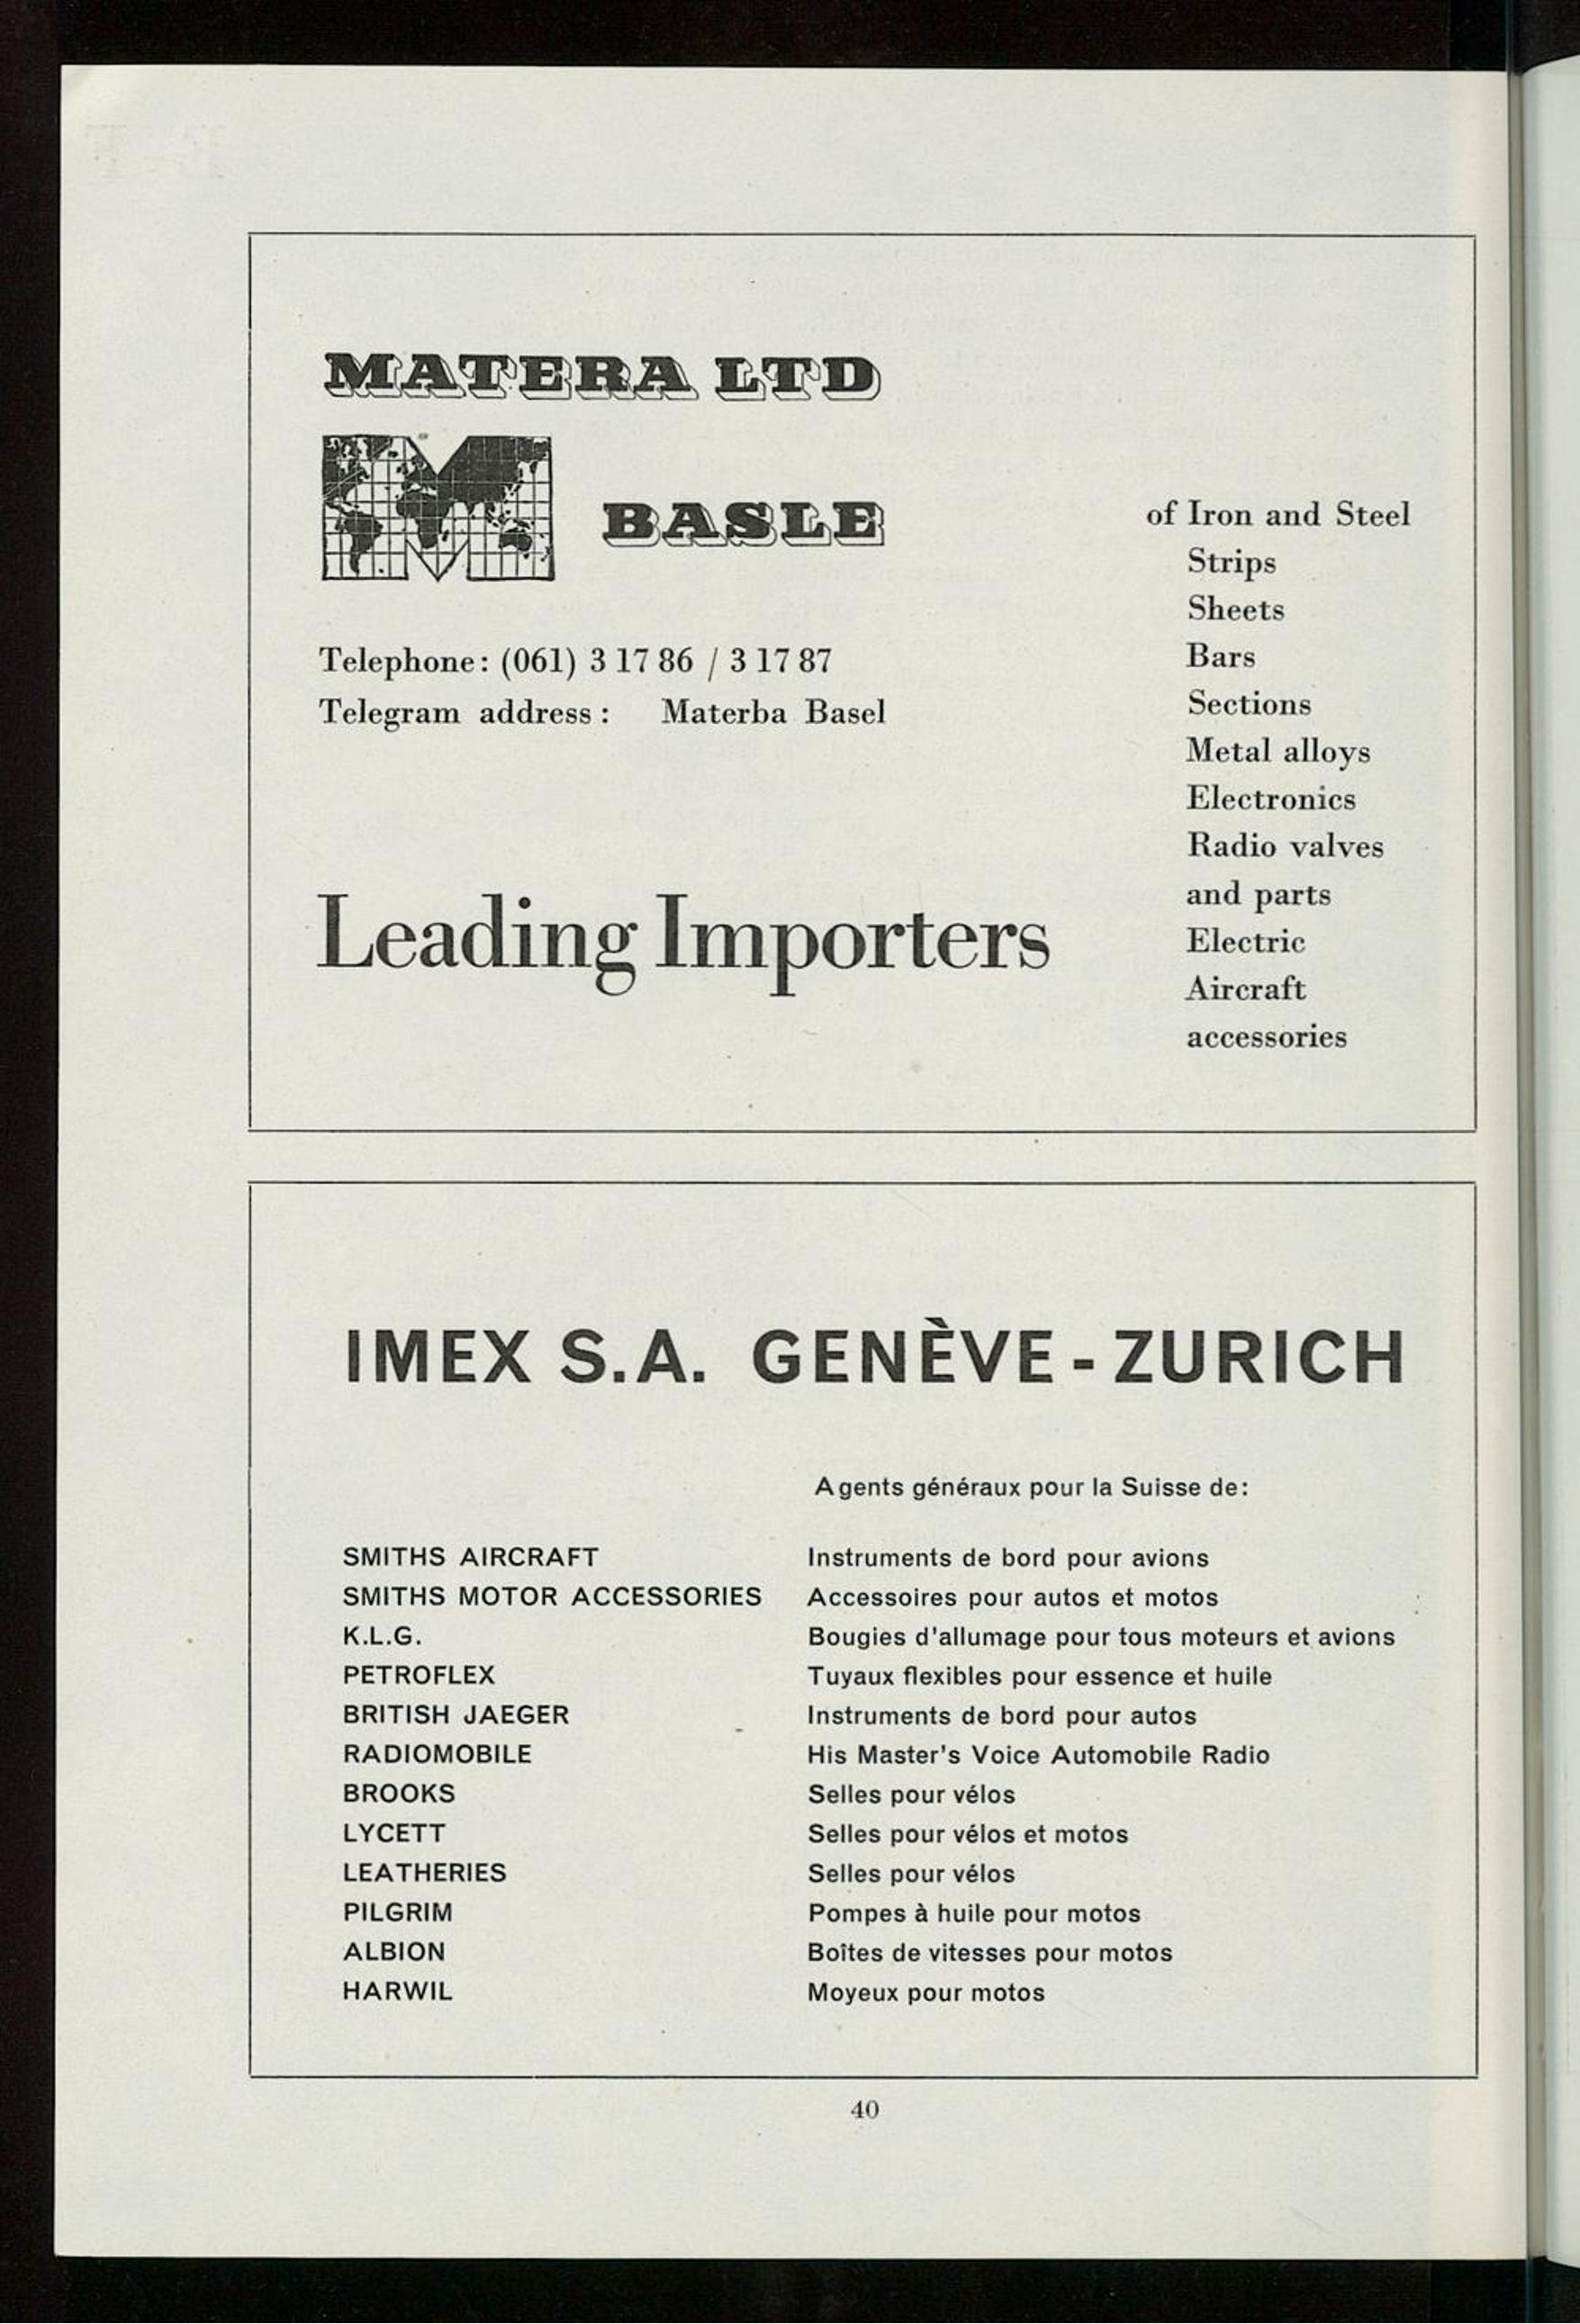 MATERA LTD
BASLE
Telephone: (061) 3 17 86 / 3 17 87
Telegram address: Materba Basel
Leading Importers
of Iron and Steel
Strips
Sheets
Bars
Sections
Metal alloys
Electronics
Radio valves
and parts
Electric
Aircraft
accessories
IMEX S.A. GENÈVE - ZURICH
Agents généraux pour la Suisse de:
SMITHS AIRCRAFT Instruments de bord pour avions
SMITHS MOTOR ACCESSORIES Accessoires pour autos et motos
K.L.G. Bougies d'allumage pour tous moteurs et avions
PETROFLEX Tuyaux flexibles pour essence et huile
BRITISH JAEGER Instruments de bord pour autos
RADIOMOBILE His Master's Voice Automobile Radio
BROOKS Selles pour vélos
LYCETT Selles pour vélos et motos
LEATHERIES Selles pour vélos
PILGRIM Pompes à huile pour motos
ALBION Boîtes de vitesses pour motos
HARWIL Moyeux pour motos
40